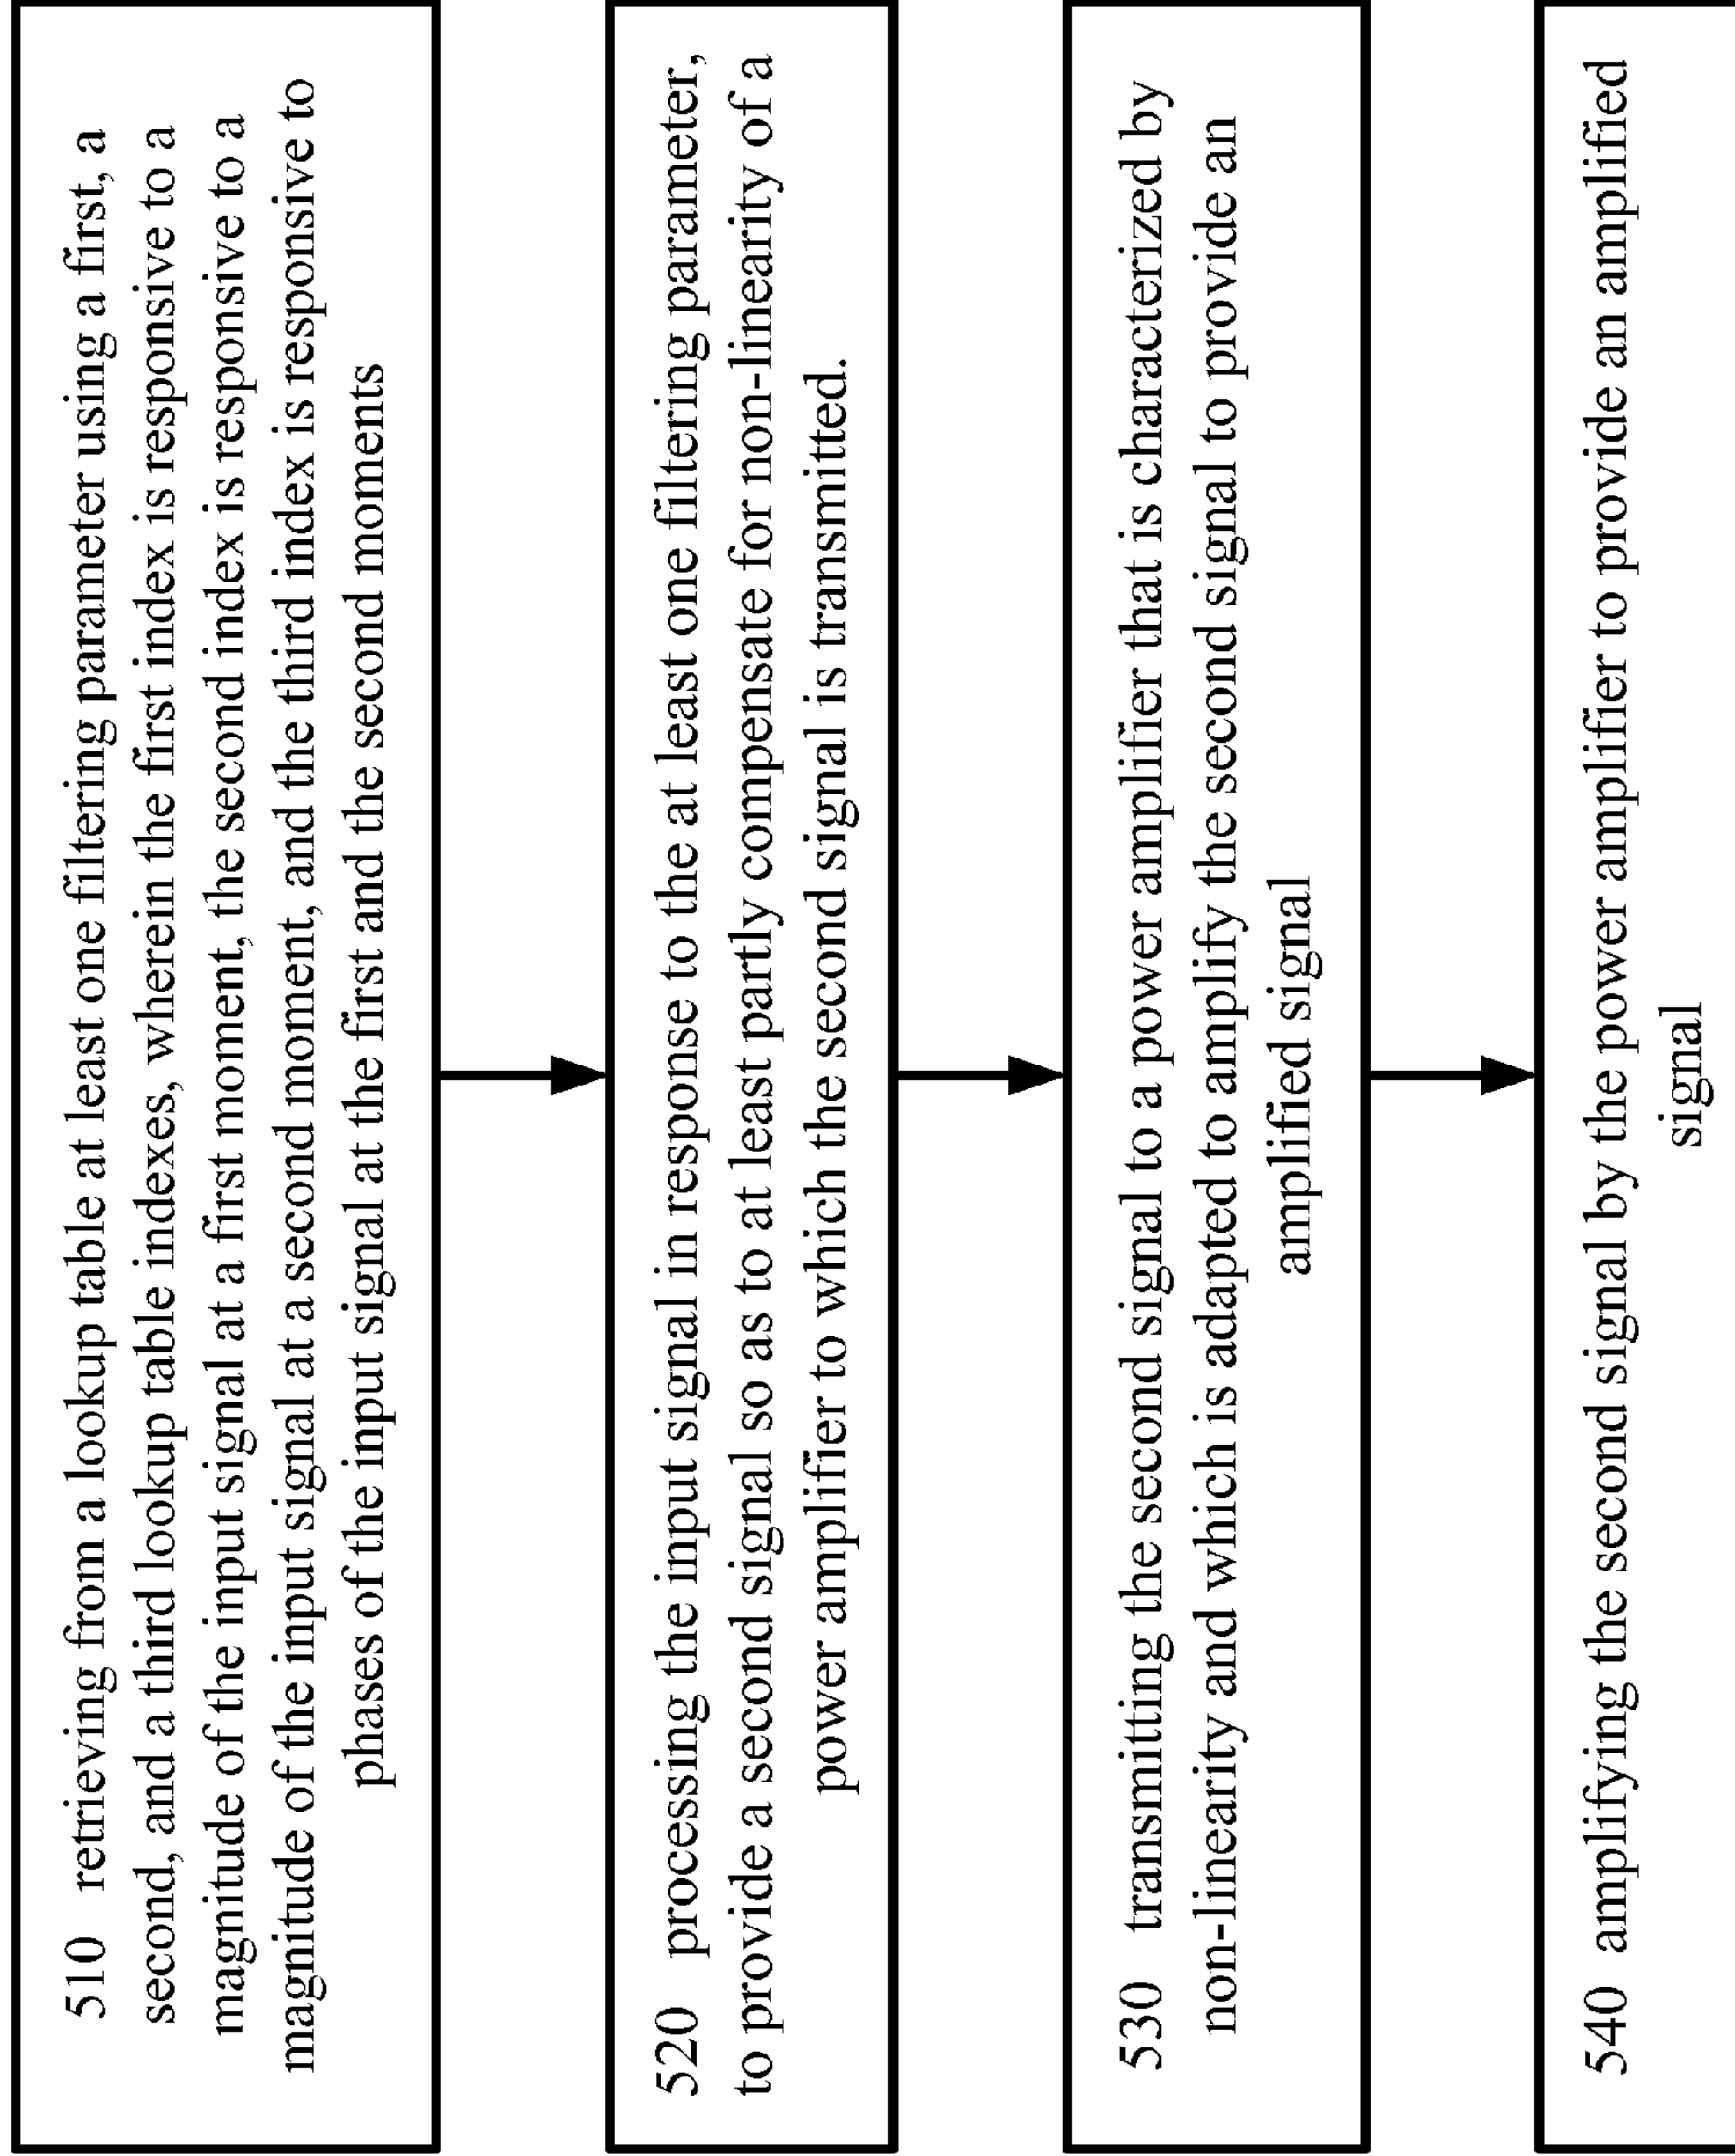 510 retrieving from a lookup table at least one filtering parameter using a first, a
second, and a third lookup table indexes, wherein the first index is responsive to a
magnitude of the input signal at a first moment, the second index is responsive to a
magnitude of the input signal at a second moment, and the third index is responsive to
phases of the input signal at the first and the second moments
520 processing the input signal in response to the at least one filtering parameter,
to provide a second signal so as to at least partly compensate for non-linearity of a
power amplifier to which the second signal is transmitted.
530 transmitting the second signal to a power amplifier that is characterized by
non-linearity and which is adapted to amplify the second signal to provide an
amplified signal
540 amplifying the second signal by the power amplifier to provide an amplified
signal